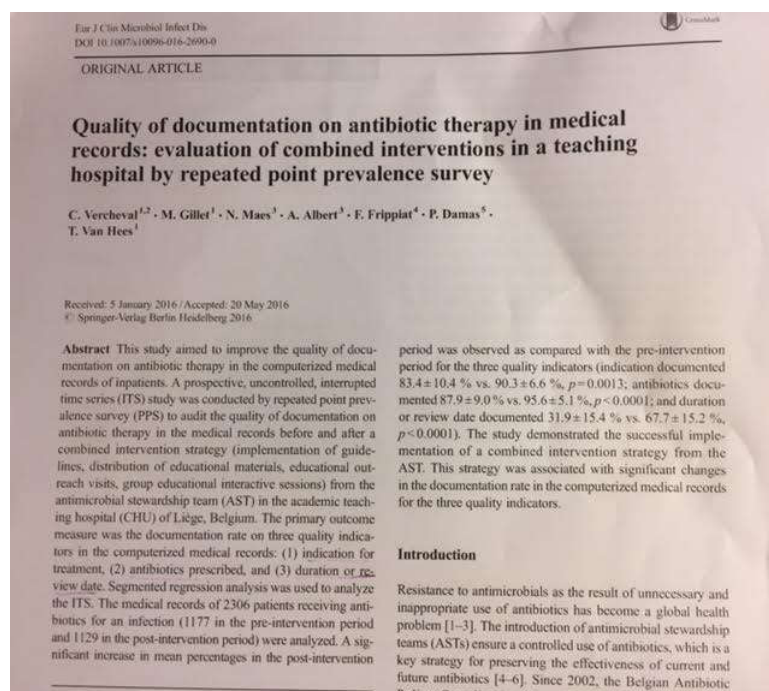 Eur J Clin Microbiol Infect Dis
DOI 10.1007/s10096-016-2690-0
CrossMark
ORIGINAL ARTICLE
Quality of documentation on antibiotic therapy in medical
records: evaluation of combined interventions in a teaching
hospital by repeated point prevalence survey
C. Vercheval1,2 · M. Gillet1 · N. Maes3 · A. Albert3 · F. Frippiat4 · P. Damas5 ·
T. Van Hees1
Received: 5 January 2016 / Accepted: 20 May 2016
© Springer-Verlag Berlin Heidelberg 2016
Abstract This study aimed to improve the quality of docu-
mentation on antibiotic therapy in the computerized medical
records of inpatients. A prospective, uncontrolled, interrupted
time series (ITS) study was conducted by repeated point prev-
alence survey (PPS) to audit the quality of documentation on
antibiotic therapy in the medical records before and after a
combined intervention strategy (implementation of guide-
lines, distribution of educational materials, educational out-
reach visits, group educational interactive sessions) from the
antimicrobial stewardship team (AST) in the academic teach-
ing hospital (CHU) of Liège, Belgium. The primary outcome
measure was the documentation rate on three quality indica-
tors in the computerized medical records: (1) indication for
treatment, (2) antibiotics prescribed, and (3) duration or re-
view date. Segmented regression analysis was used to analyze
the ITS. The medical records of 2306 patients receiving anti-
biotics for an infection (1177 in the pre-intervention period
and 1129 in the post-intervention period) were analyzed. A sig-
nificant increase in mean percentages in the post-intervention
period was observed as compared with the pre-intervention
period for the three quality indicators (indication documented
83.4 ± 10.4 % vs. 90.3 ± 6.6 %, p = 0.0013; antibiotics docu-
mented 87.9 ± 9.0 % vs. 95.6 ± 5.1 %, p < 0.0001; and duration
or review date documented 31.9 ± 15.4 % vs. 67.7 ± 15.2 %,
p < 0.0001). The study demonstrated the successful imple-
mentation of a combined intervention strategy from the
AST. This strategy was associated with significant changes
in the documentation rate in the computerized medical records
for the three quality indicators.
Introduction
Resistance to antimicrobials as the result of unnecessary and
inappropriate use of antibiotics has become a global health
problem [1–3]. The introduction of antimicrobial stewardship
teams (ASTs) ensure a controlled use of antibiotics, which is a
key strategy for preserving the effectiveness of current and
future antibiotics [4–6]. Since 2002, the Belgian Antibiotic